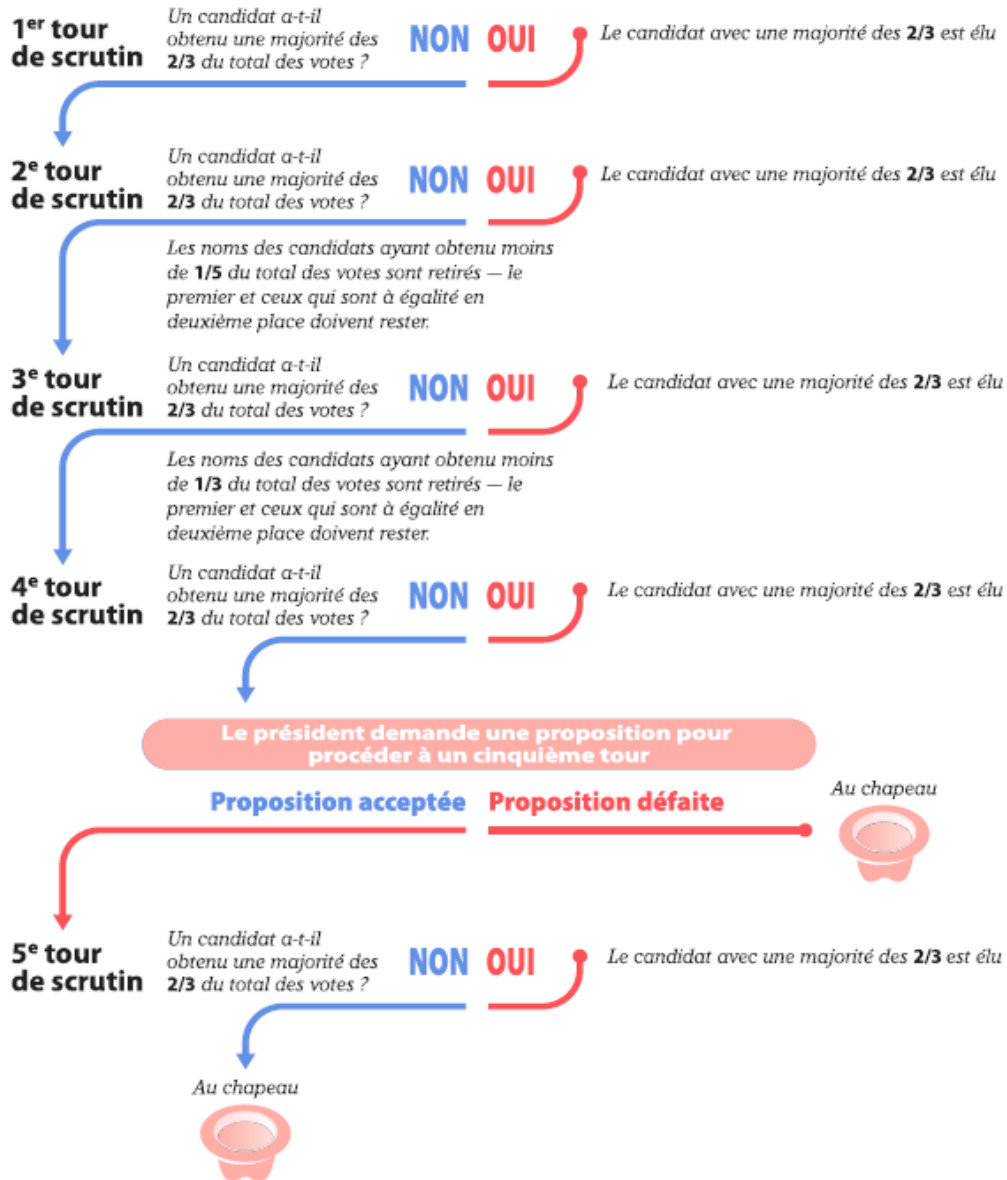 1er tour
de scrutin
Un candidat a-t-il
obtenu une majorité des
2/3 du total des votes ?
NON OUI
Le candidat avec une majorité des 2/3 est élu
2e tour
de scrutin
Un candidat a-t-il
obtenu une majorité des
2/3 du total des votes ?
NON OUI
Le candidat avec une majorité des 2/3 est élu
Les noms des candidats ayant obtenu moins
de 1/5 du total des votes sont retirés — le
premier et ceux qui sont à égalité en
deuxième place doivent rester.
3e tour
de scrutin
Un candidat a-t-il
obtenu une majorité des
2/3 du total des votes ?
NON OUI
Le candidat avec une majorité des 2/3 est élu
Les noms des candidats ayant obtenu moins
de 1/3 du total des votes sont retirés — le
premier et ceux qui sont à égalité en
deuxième place doivent rester.
4e tour
de scrutin
Un candidat a-t-il
obtenu une majorité des
2/3 du total des votes ?
NON OUI
Le candidat avec une majorité des 2/3 est élu
Le président demande une proposition pour
procéder à un cinquième tour
Proposition acceptée Proposition défaite
Au chapeau
5e tour
de scrutin
Un candidat a-t-il
obtenu une majorité des
2/3 du total des votes ?
NON OUI
Le candidat avec une majorité des 2/3 est élu
Au chapeau